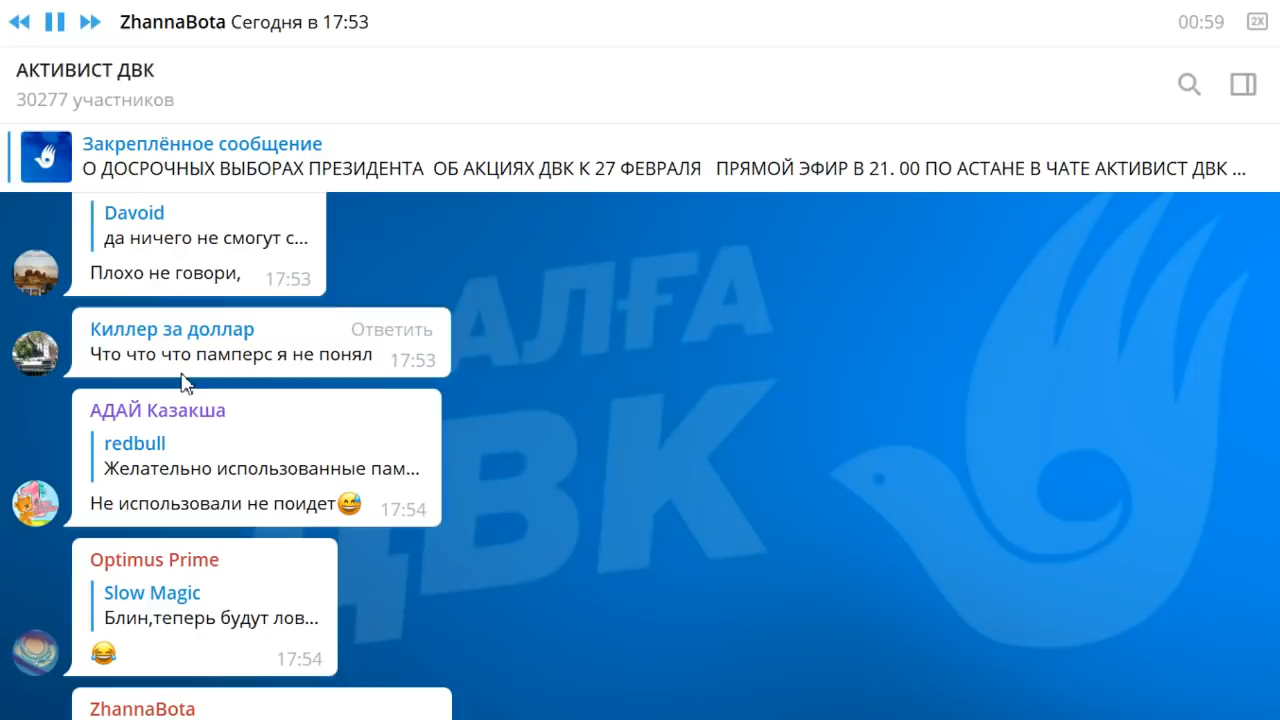 ZhannaBota Сегодня в 17:53
00:59
2X
АКТИВИСТ ДВК
30277 участников
Закреплённое сообщение
О ДОСРОЧНЫХ ВЫБОРАХ ПРЕЗИДЕНТА ОБ АКЦИЯХ ДВК К 27 ФЕВРАЛЯ ПРЯМОЙ ЭФИР В 21. 00 ПО АСТАНЕ В ЧАТЕ АКТИВИСТ ДВК ...
Davoid
да ничего не смогут с...
Плохо не говори,
17:53
Киллер за доллар
Ответить
Что что что памперс я не понял
17:53
АДАЙ Казакша
redbull
Желательно использованные пам...
Не использовали не поидет😅
17:54
Optimus Prime
Slow Magic
Блин,теперь будут лов...
😂
17:54
ZhannaBota
АЛҒА
ДВК